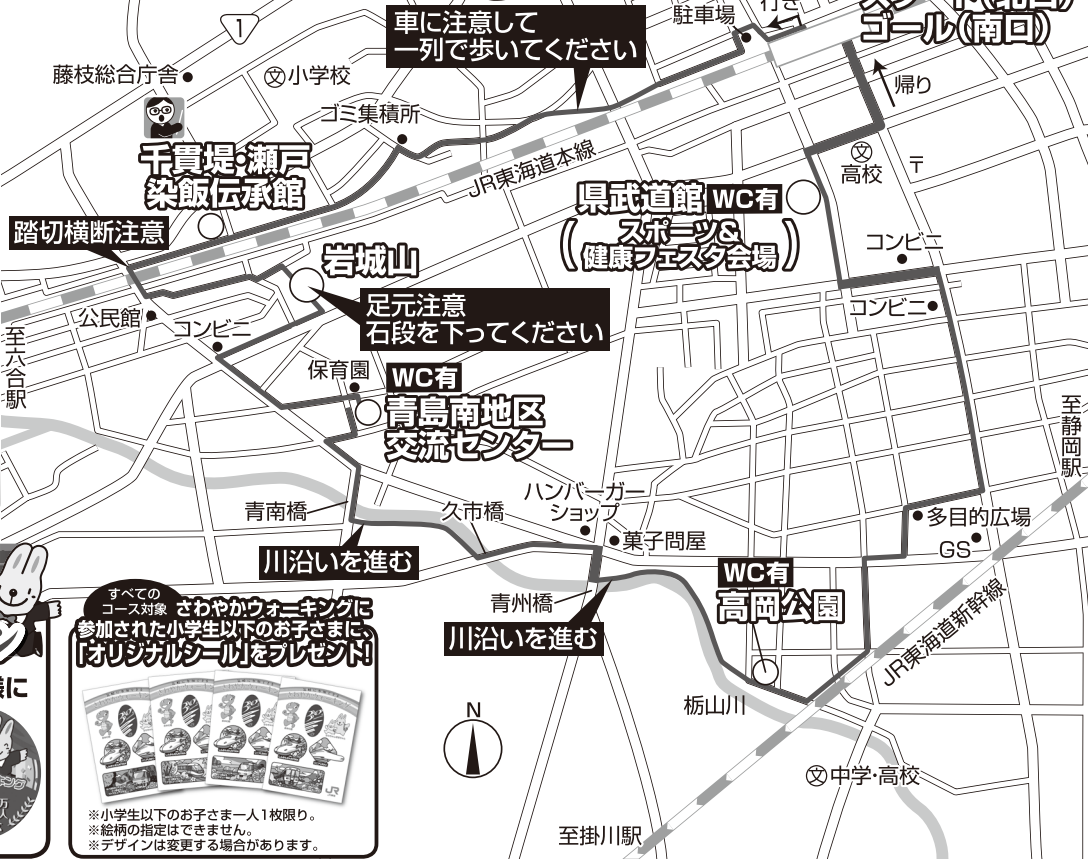 行き
ゴール(南口)
駐車場
車に注意して
一列で歩いてください
1
藤枝総合庁舎
文小学校
ゴミ集積所
帰り
千貫堤・瀬戸
染飯伝承館
JR東海道本線
文
高校
〒
県武道館 WC有
(スポーツ&
健康フェスタ会場)
踏切横断注意
岩城山
足元注意
石段を下ってください
コンビニ
コンビニ
公民館
コンビニ
至六合駅
保育園
WC有
青島南地区
交流センター
至静岡駅
青南橋
久市橋
ハンバーガー
ショップ
菓子問屋
多目的広場
GS
川沿いを進む
WC有
高岡公園
青州橋
川沿いを進む
JR東海道新幹線
栃山川
N
文中学・高校
至掛川駅
すべての
コース対象
さわやかウォーキングに
参加された小学生以下のお子さまに、
「オリジナルシール」をプレゼント!
※小学生以下のお子さま一人1枚限り。
※絵柄の指定はできません。
※デザインは変更する場合があります。